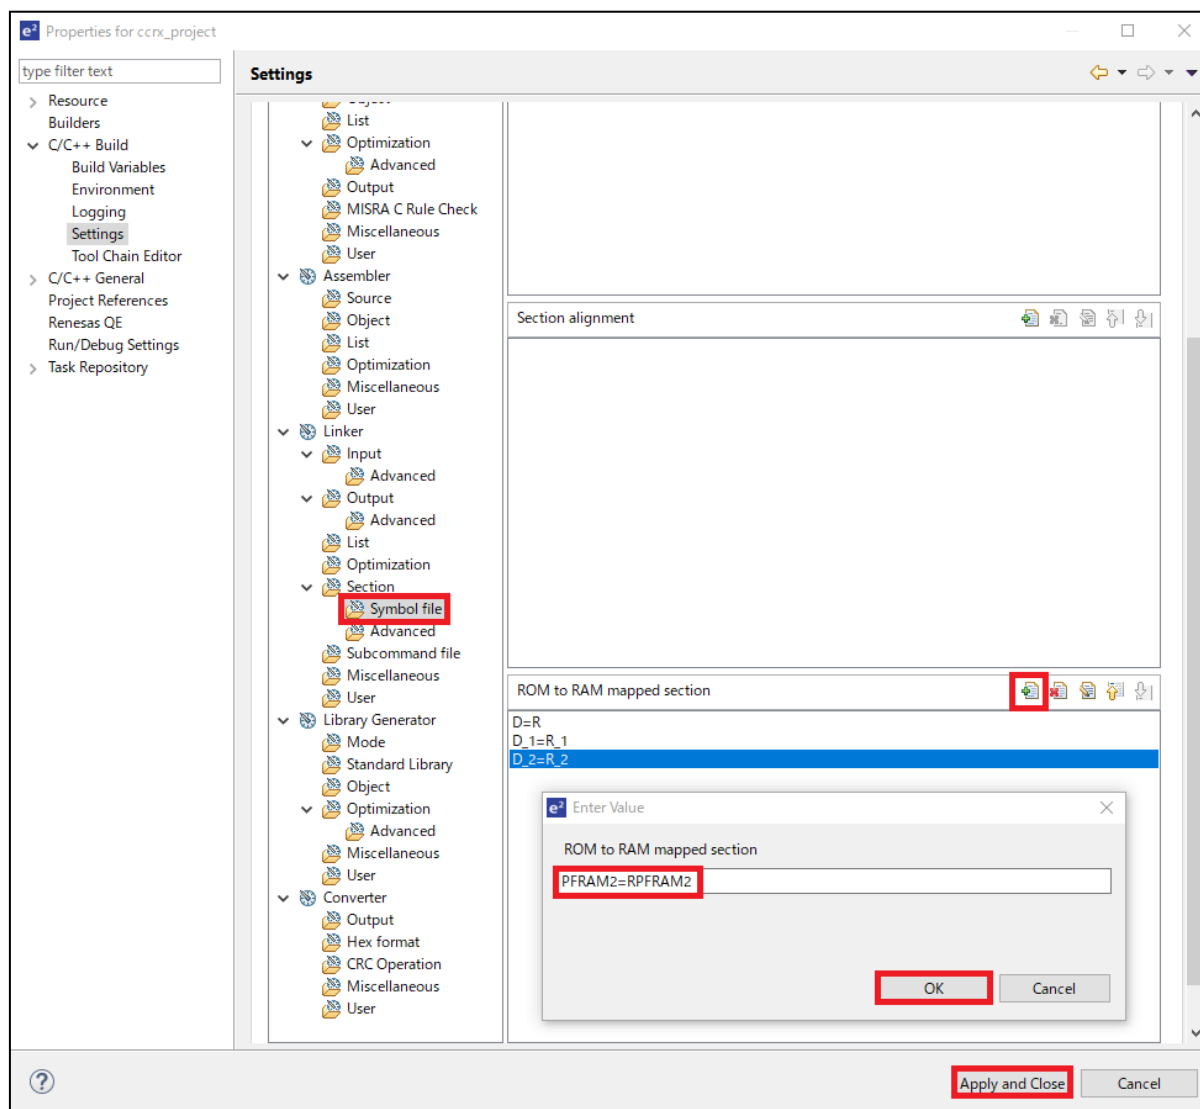 e² Properties for ccrx_project
type filter text
Settings
Resource
Builders
C/C++ Build
Build Variables
Environment
Logging
Settings
Tool Chain Editor
C/C++ General
Project References
Renesas QE
Run/Debug Settings
Task Repository
List
Optimization
Advanced
Output
MISRA C Rule Check
Miscellaneous
User
Assembler
Source
Object
List
Optimization
Miscellaneous
User
Linker
Input
Advanced
Output
Advanced
List
Optimization
Section
Symbol file
Advanced
Subcommand file
Miscellaneous
User
Library Generator
Mode
Standard Library
Object
Optimization
Advanced
Miscellaneous
User
Converter
Output
Hex format
CRC Operation
Miscellaneous
User
Section alignment
ROM to RAM mapped section
D=R
D_1=R_1
D_2=R_2
e² Enter Value
ROM to RAM mapped section
PFRAM2=RPFRAM2
OK Cancel
? Apply and Close Cancel